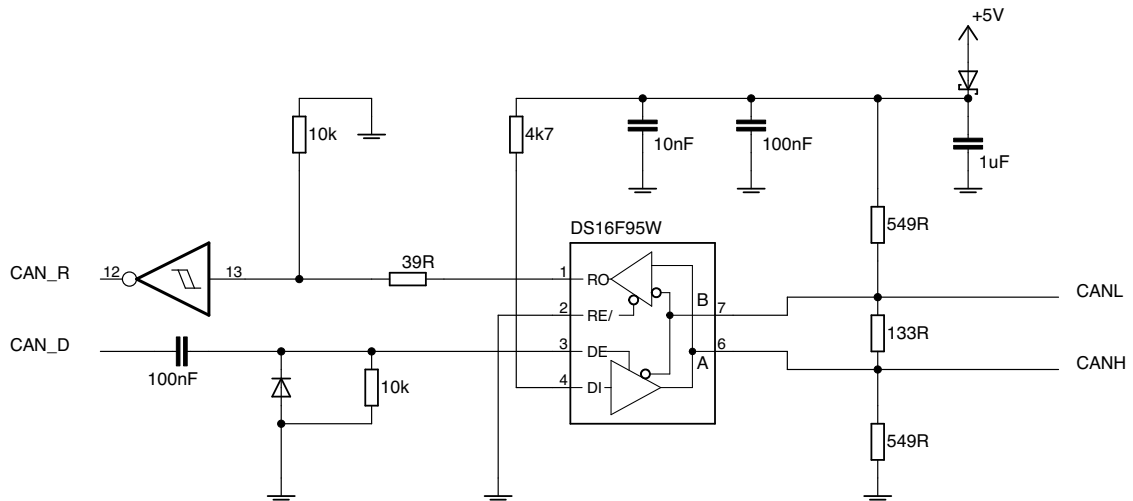 +5V
10k
4k7
10nF
100nF
1uF
DS16F95W
549R
CAN_R
12
13
39R
1
RO
B
7
CANL
2
RE/
133R
CAN_D
3
DE
6
A
CANH
100nF
10k
4
DI
549R